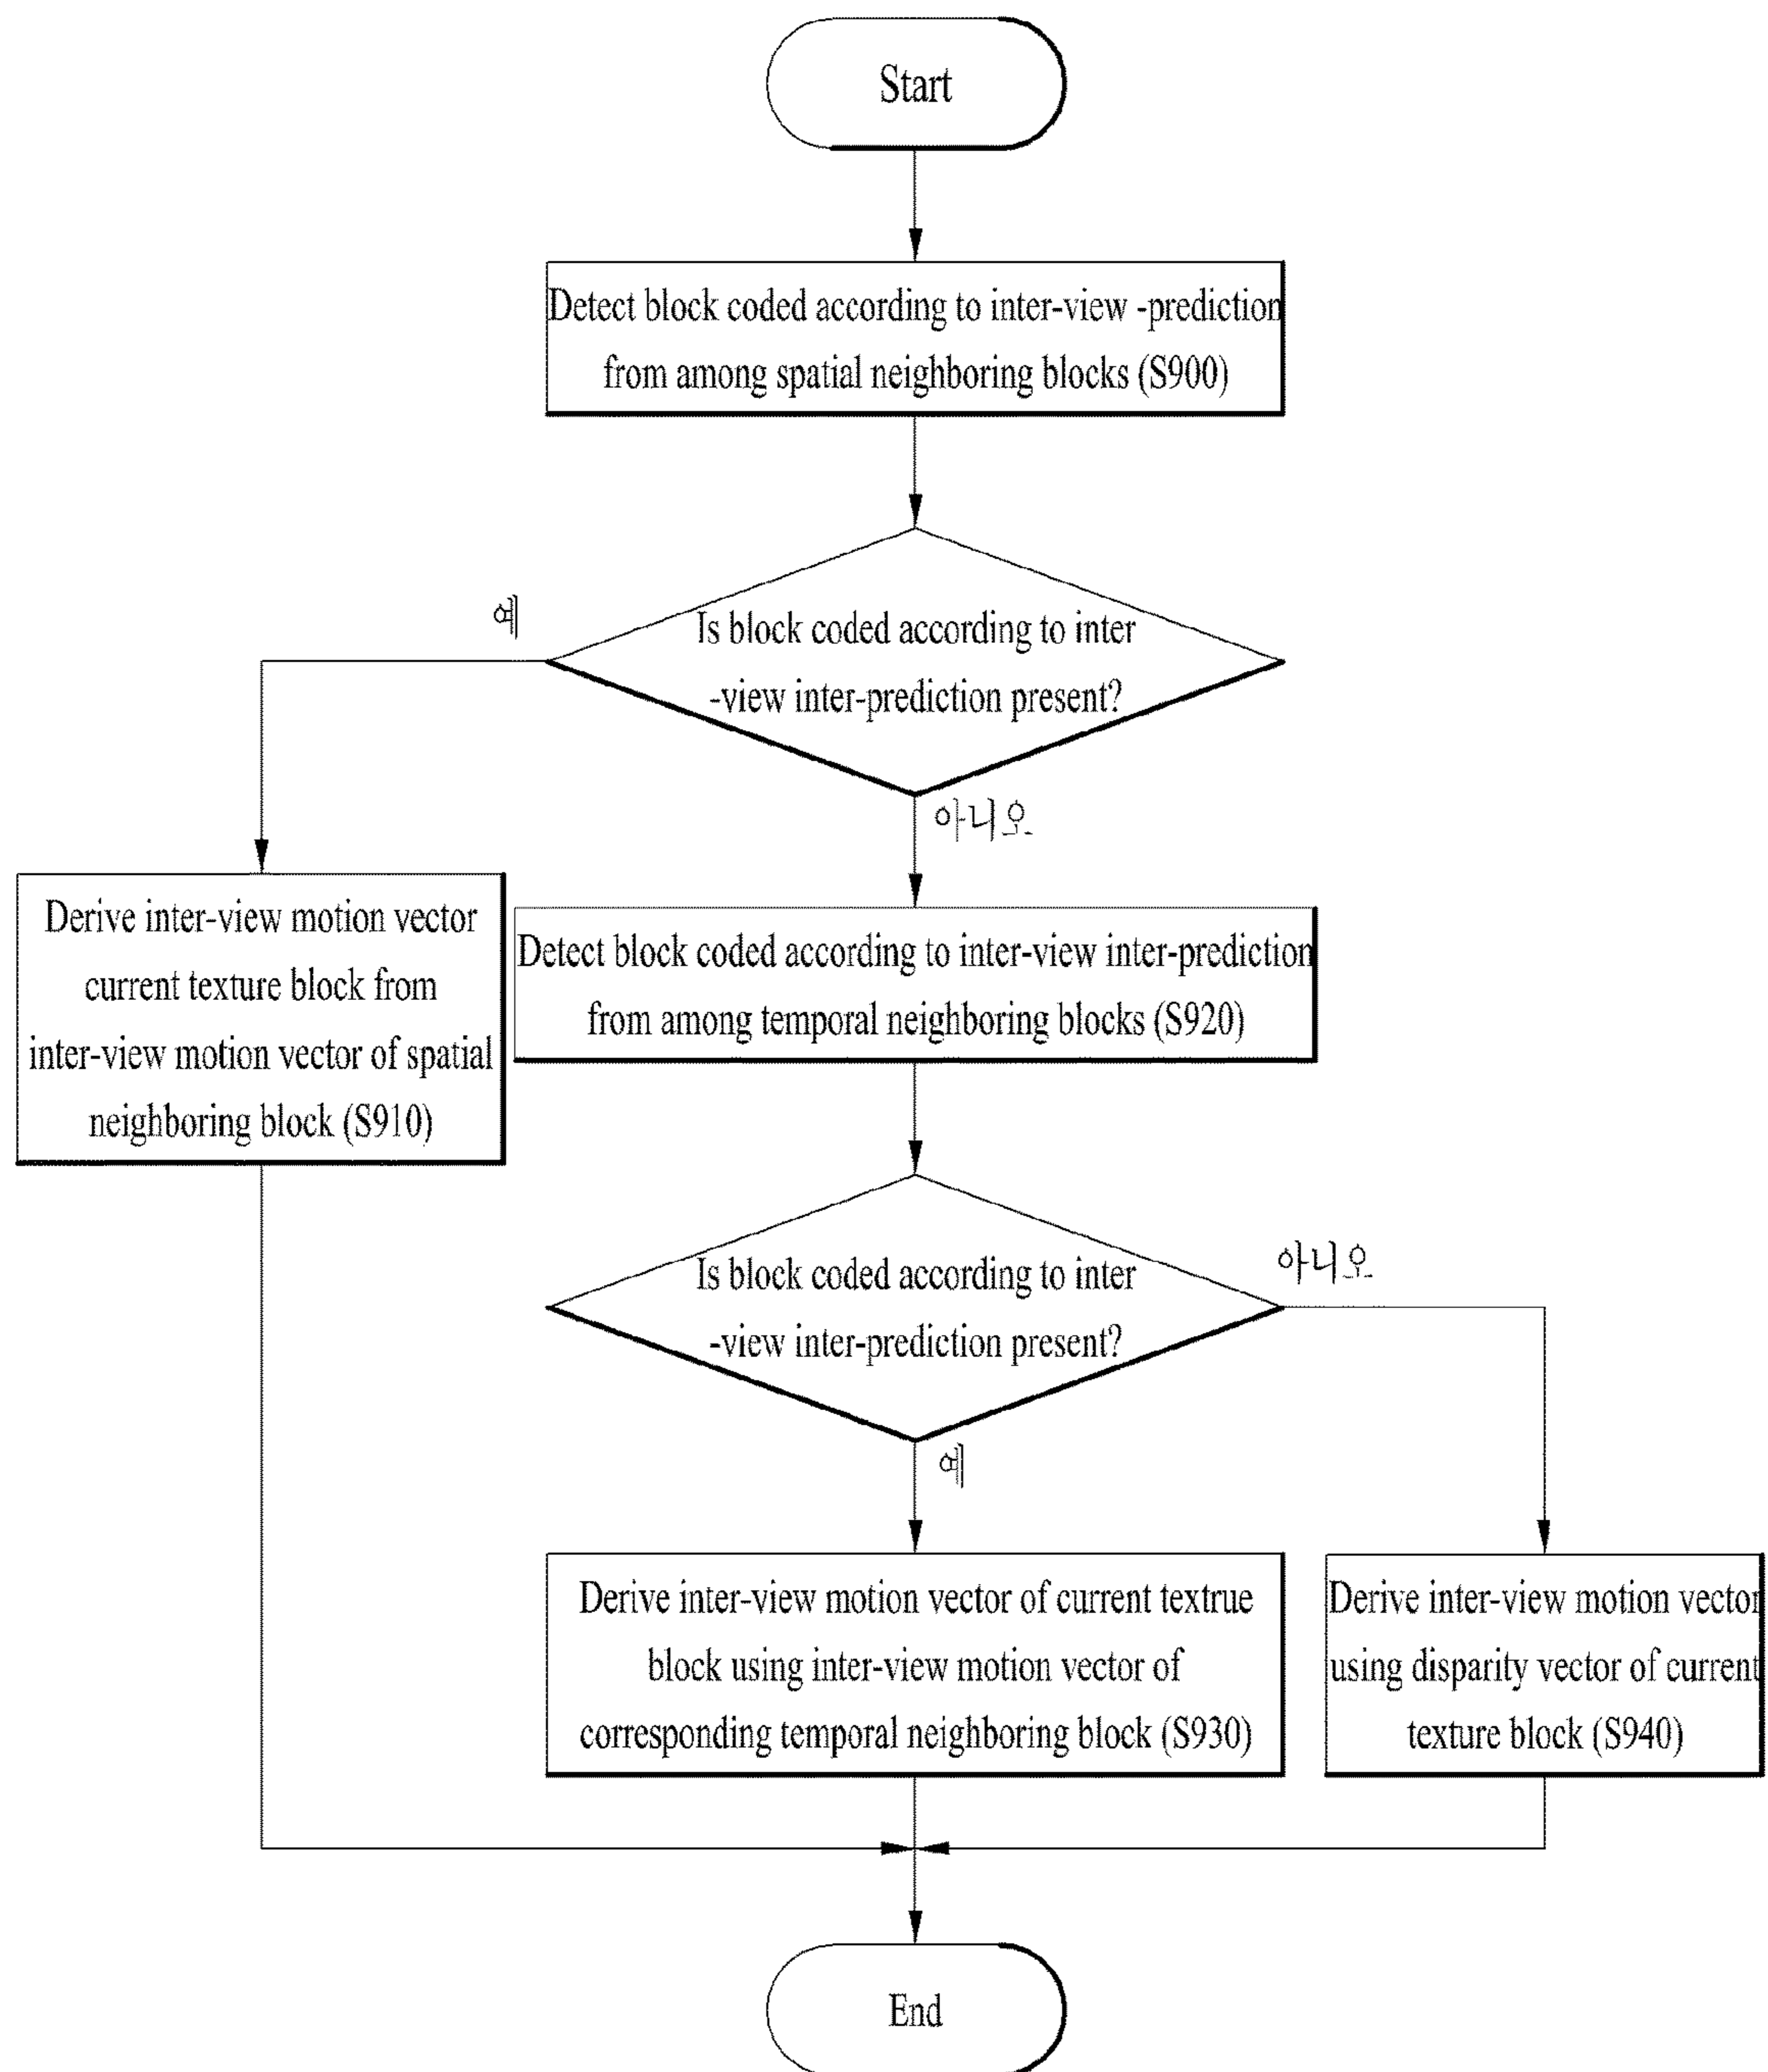 Start
Detect block coded according to inter-view -prediction
from among spatial neighboring blocks (S900)
예
Is block coded according to inter
-view inter-prediction present?
아니오
Derive inter-view motion vector
current texture block from
inter-view motion vector of spatial
neighboring block (S910)
Detect block coded according to inter-view inter-prediction
from among temporal neighboring blocks (S920)
Is block coded according to inter
-view inter-prediction present?
아니오
예
Derive inter-view motion vector of current textrue
block using inter-view motion vector of
corresponding temporal neighboring block (S930)
Derive inter-view motion vector
using disparity vector of current
texture block (S940)
End